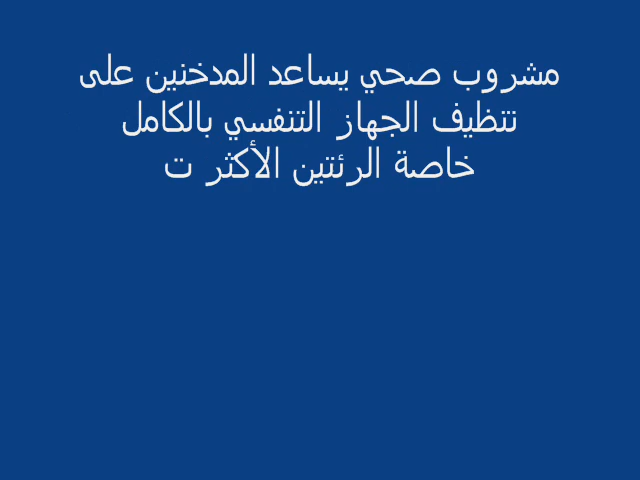 مشروب صحي يساعد المدخنين على
تنظيف الجهاز التنفسي بالكامل
خاصة الرئتين الأكثر ت